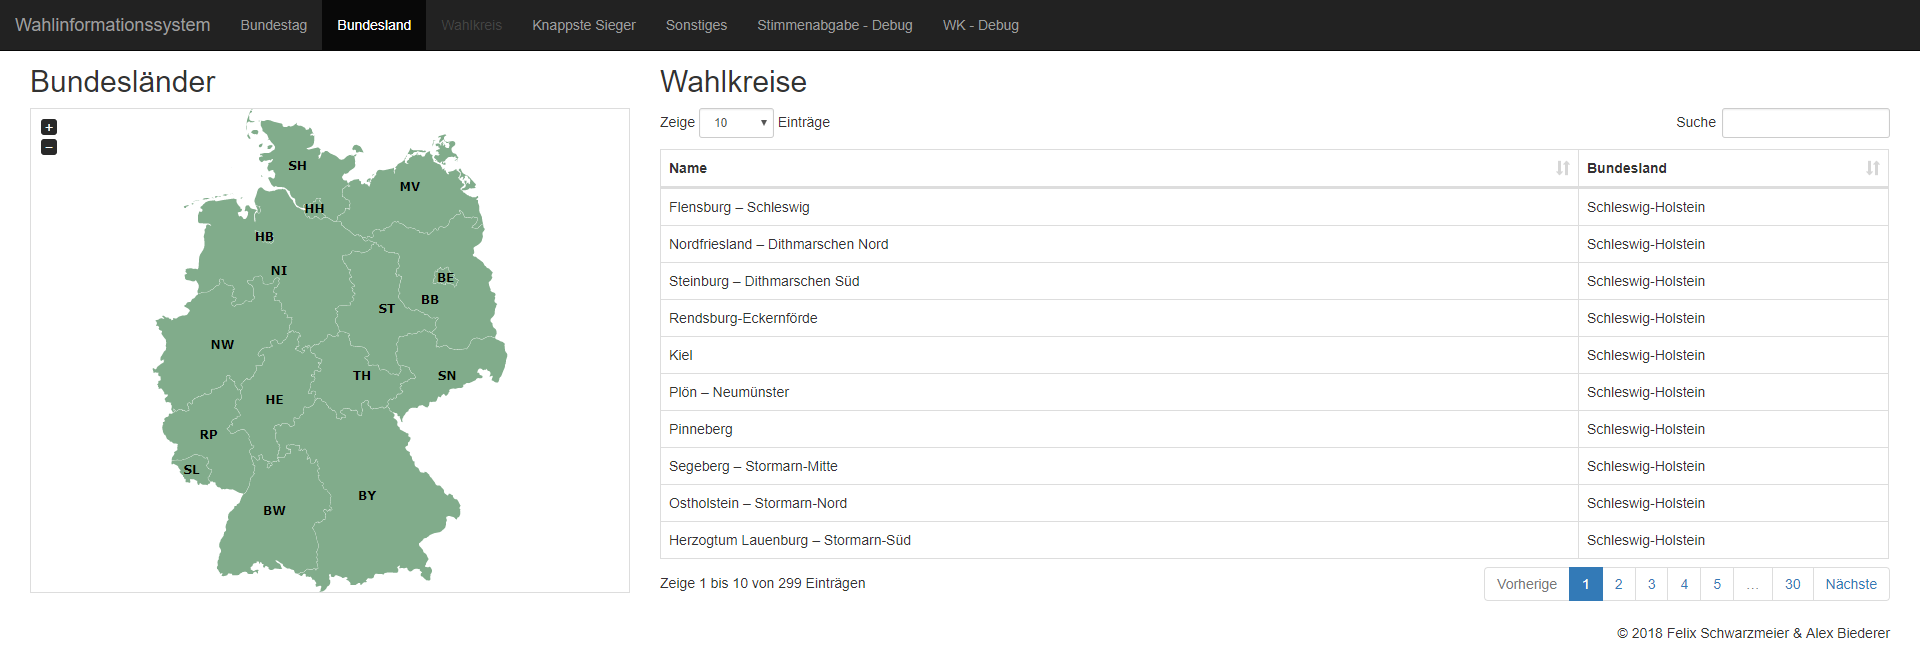 Wahlinformationssystem Bundestag Bundesland Wahlkreis Knappste Sieger Sonstiges Stimmenabgabe - Debug WK - Debug
Bundesländer
+
−
SH
MV
HH
HB
NI
BE
BB
ST
NW
TH
SN
HE
RP
SL
BY
BW
Wahlkreise
Zeige 10 Einträge
Suche
Name Bundesland
Flensburg – Schleswig Schleswig-Holstein
Nordfriesland – Dithmarschen Nord Schleswig-Holstein
Steinburg – Dithmarschen Süd Schleswig-Holstein
Rendsburg-Eckernförde Schleswig-Holstein
Kiel Schleswig-Holstein
Plön – Neumünster Schleswig-Holstein
Pinneberg Schleswig-Holstein
Segeberg – Stormarn-Mitte Schleswig-Holstein
Ostholstein – Stormarn-Nord Schleswig-Holstein
Herzogtum Lauenburg – Stormarn-Süd Schleswig-Holstein
Zeige 1 bis 10 von 299 Einträgen
Vorherige 1 2 3 4 5 … 30 Nächste
© 2018 Felix Schwarzmeier & Alex Biederer